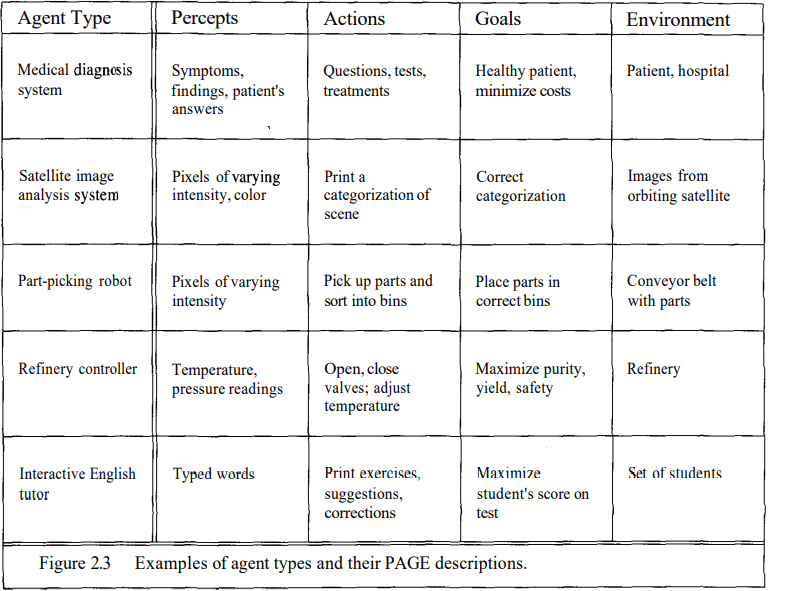 Agent Type Percepts Actions Goals Environment
Medical diagnosis Symptoms, Questions, tests, Healthy patient, Patient, hospital
system findings, patient's treatments minimize costs
answers
Satellite image Pixels of varying Print a Correct Images from
analysis system intensity, color categorization of categorization orbiting satellite
scene
Part-picking robot Pixels of varying Pick up parts and Place parts in Conveyor belt
intensity sort into bins correct bins with parts
Refinery controller Temperature, Open, close Maximize purity, Refinery
pressure readings valves; adjust yield, safety
temperature
Interactive English Typed words Print exercises, Maximize Set of students
tutor suggestions, student's score on
corrections test
Figure 2.3 Examples of agent types and their PAGE descriptions.